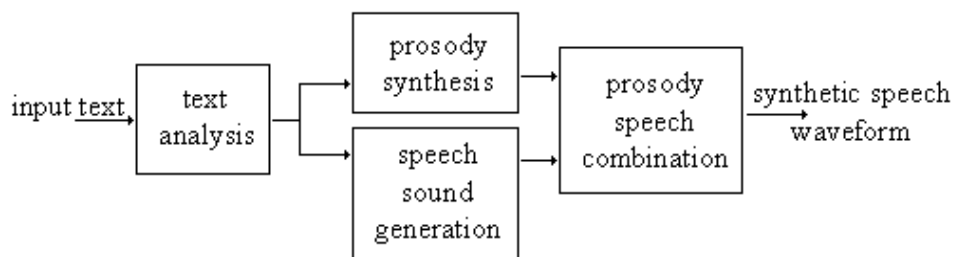 input text
text
analysis
prosody
synthesis
speech
sound
generation
prosody
speech
combination
synthetic speech
waveform